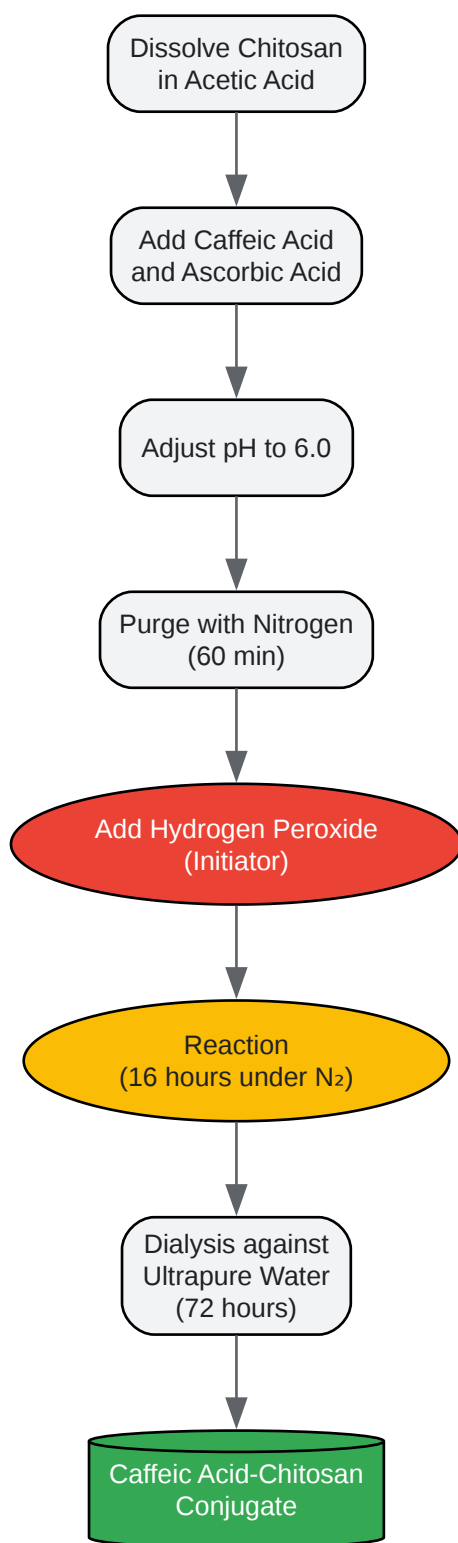 Dissolve Chitosan
in Acetic Acid
Add Caffeic Acid
and Ascorbic Acid
Adjust pH to 6.0
Purge with Nitrogen
(60 min)
Add Hydrogen Peroxide
(Initiator)
Reaction
(16 hours under N₂)
Dialysis against
Ultrapure Water
(72 hours)
Caffeic Acid-Chitosan
Conjugate